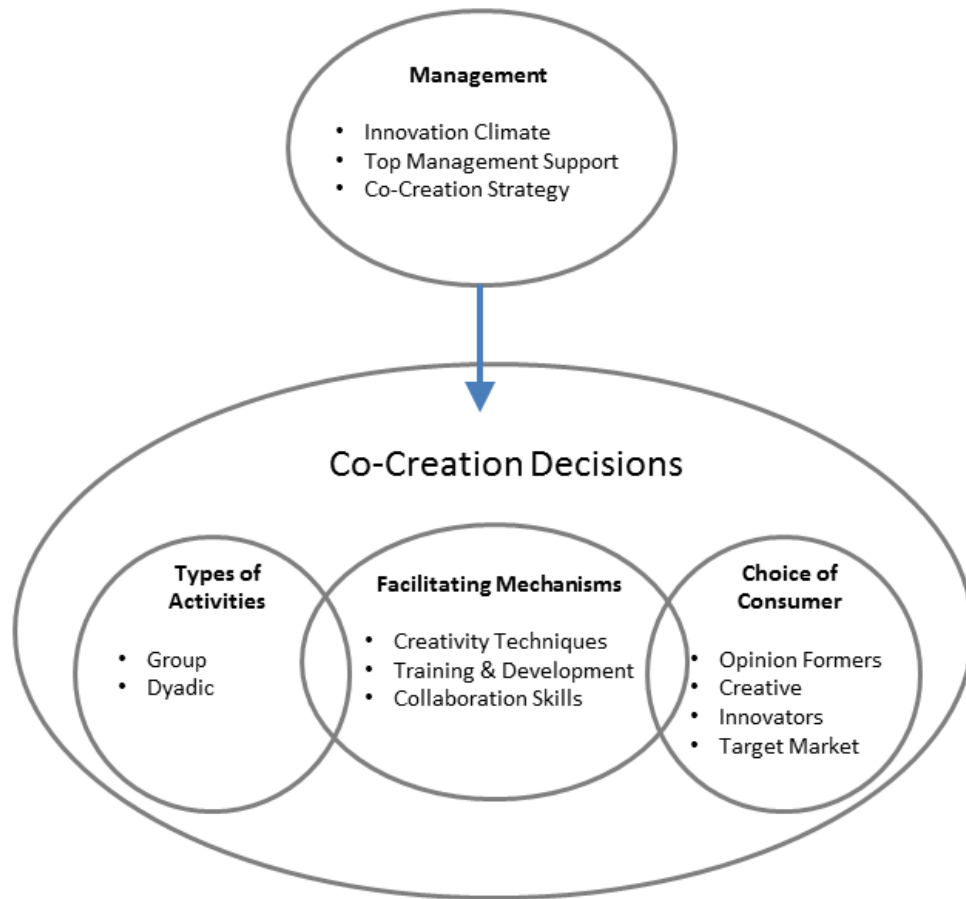 Management
• Innovation Climate
• Top Management Support
• Co-Creation Strategy
Co-Creation Decisions
Types of
Activities
• Group
• Dyadic
Facilitating Mechanisms
• Creativity Techniques
• Training & Development
• Collaboration Skills
Choice of
Consumer
• Opinion Formers
• Creative
• Innovators
• Target Market